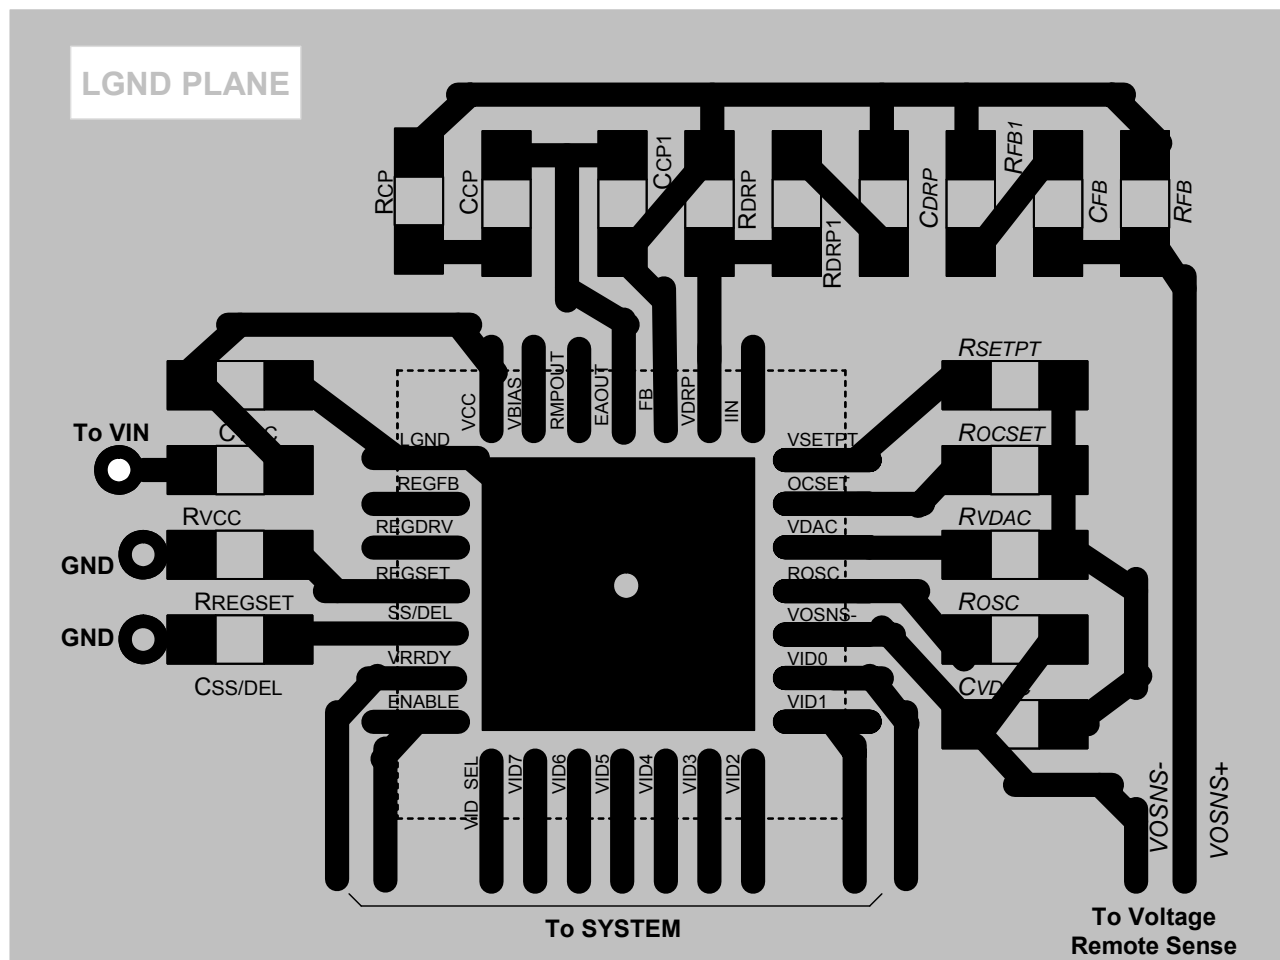 LGND PLANE
RCP
CCP
CCP1
RDRP
RDRP1
CDRP
RFB1
CFB
RFB
VCC
VBIAS
RMPOUT
EAOUT
FB
VDRP
IIN
To VIN
RVCC
GND
RREGSET
GND
CSS/DEL
LGND
REGFB
REGDRV
REGSET
SS/DEL
VRRDY
ENABLE
VSETPT
OCSET
VDAC
ROSC
VOSNS-
VID0
VID1
RSETPT
ROCSET
RVDAC
ROSC
CVDAC
VID_SEL
VID7
VID6
VID5
VID4
VID3
VID2
VOSNS-
VOSNS+
To SYSTEM
To Voltage
Remote Sense